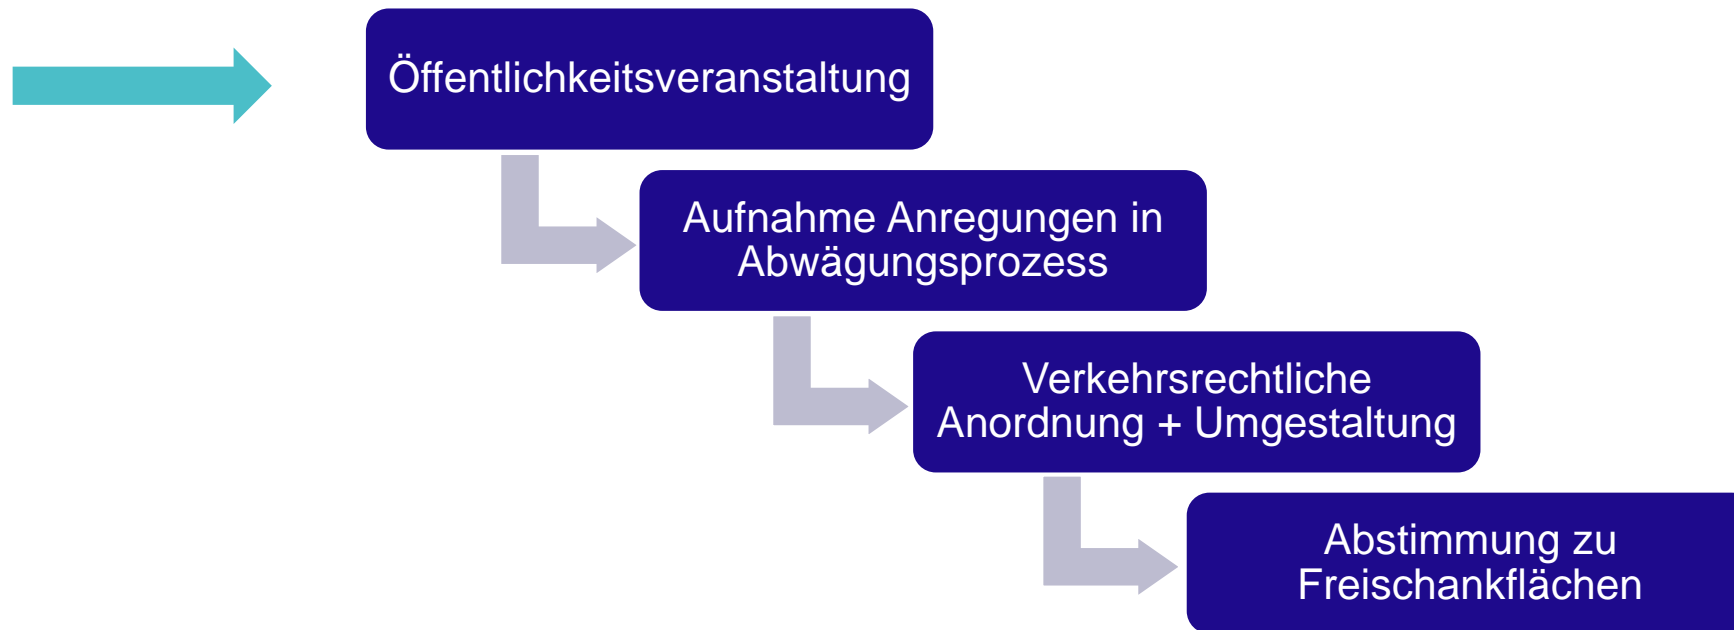 Öffentlichkeitsveranstaltung
Aufnahme Anregungen in
Abwägungsprozess
Verkehrsrechtliche
Anordnung + Umgestaltung
Abstimmung zu
Freischankflächen